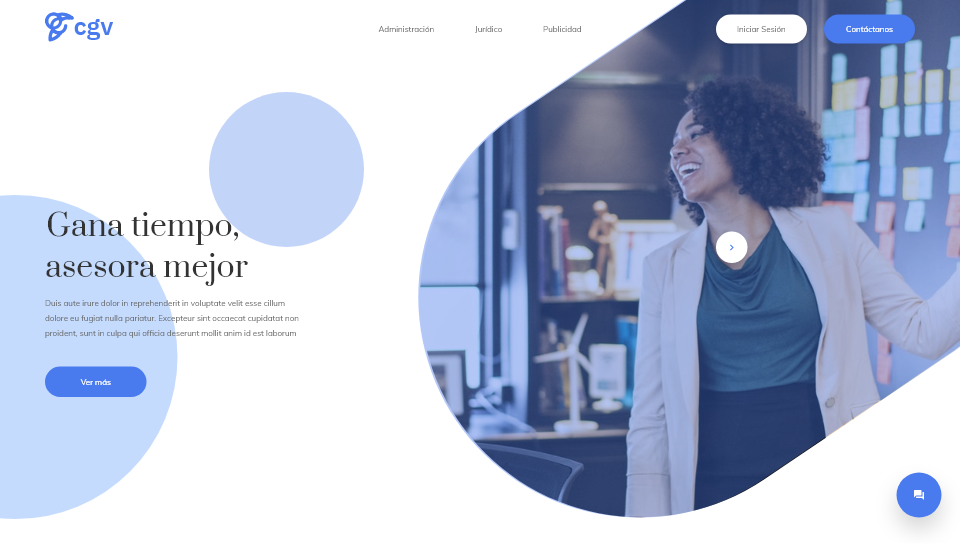 cgv
Administración
Jurídico
Publicidad
Iniciar Sesión
Contáctanos
Gana tiempo,
asesora mejor
Duis aute irure dolor in reprehenderit in voluptate velit esse cillum
dolore eu fugiat nulla pariatur. Excepteur sint occaecat cupidatat non
proident, sunt in culpa qui officia deserunt mollit anim id est laborum
Ver más